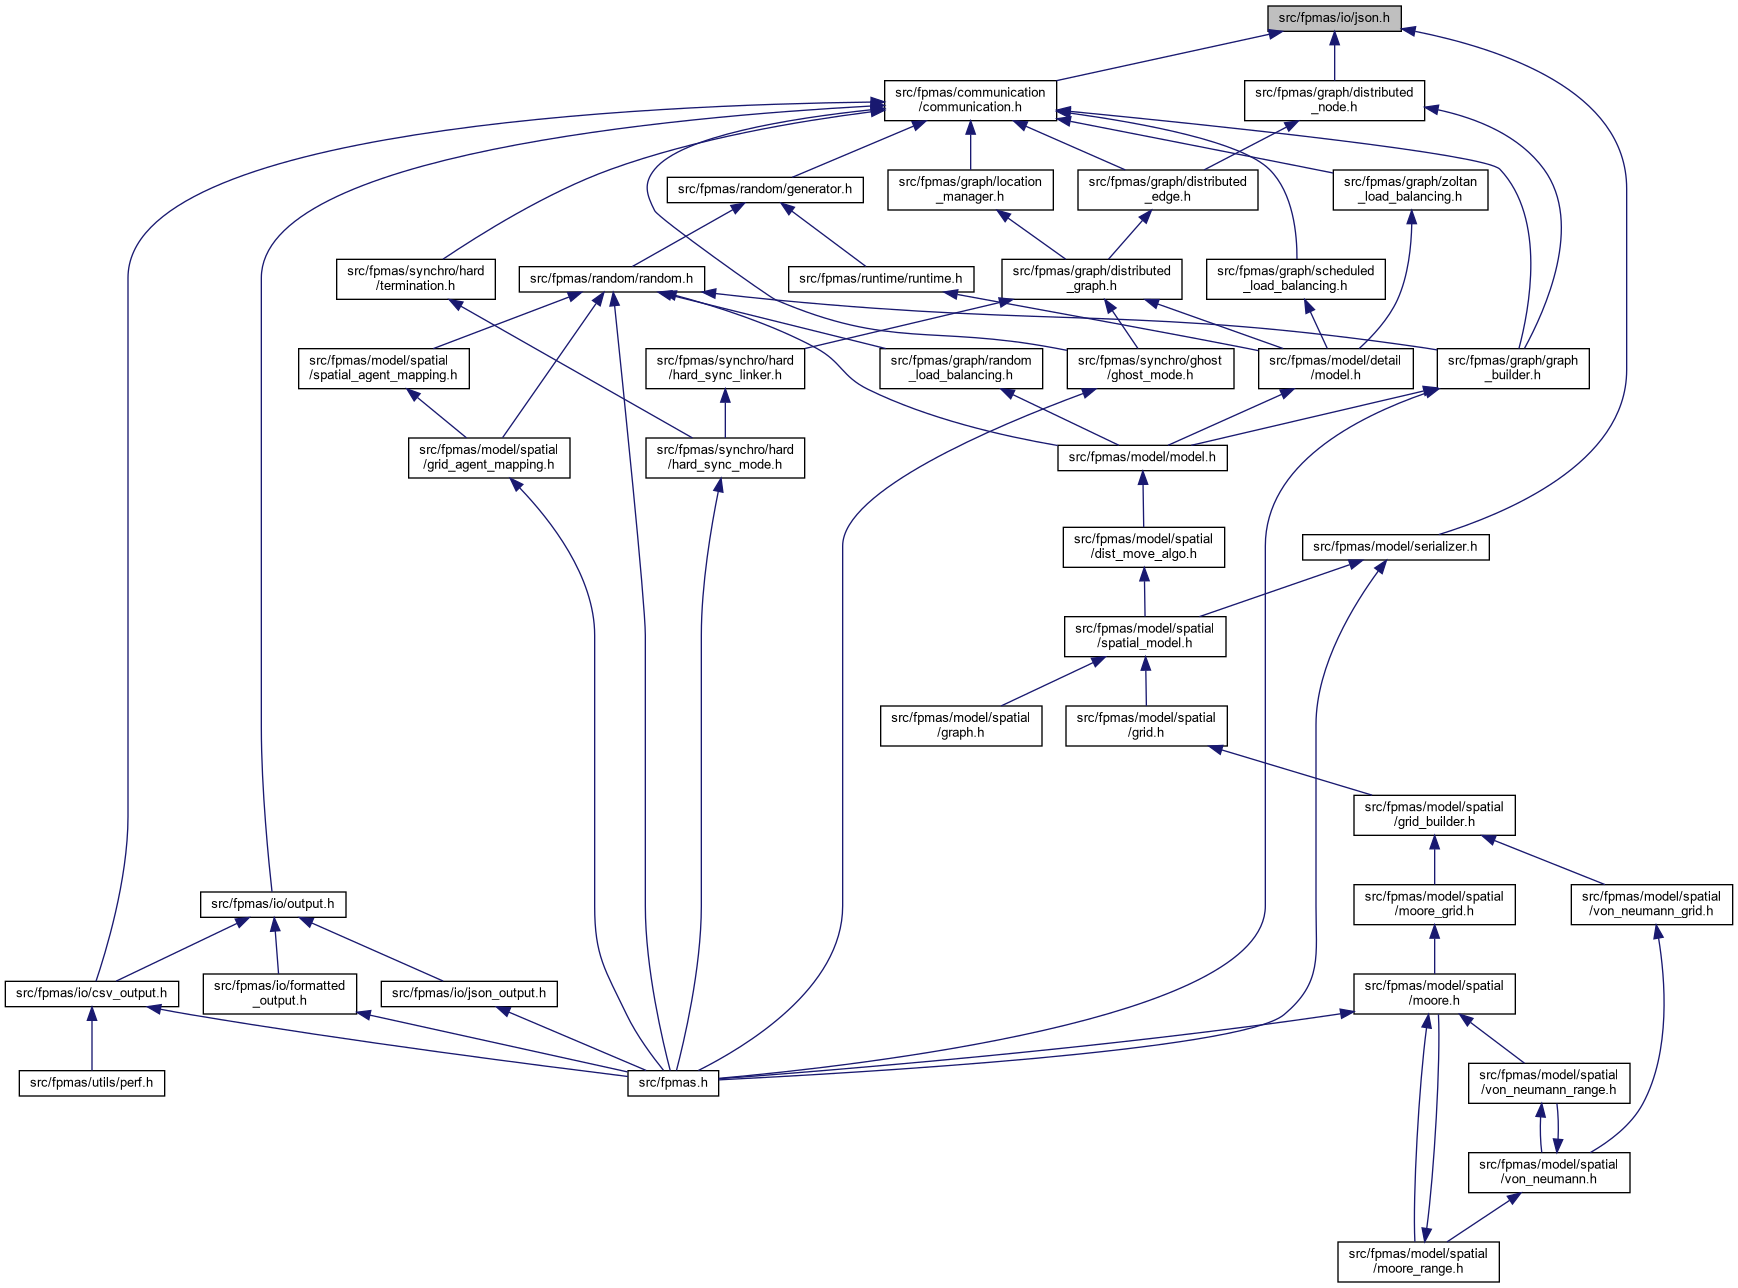 src/fpmas/io/json.h
src/fpmas/communication
/communication.h
src/fpmas/graph/distributed
_node.h
src/fpmas/random/generator.h
src/fpmas/graph/location
_manager.h
src/fpmas/graph/distributed
_edge.h
src/fpmas/graph/zoltan
_load_balancing.h
src/fpmas/synchro/hard
/termination.h
src/fpmas/random/random.h
src/fpmas/runtime/runtime.h
src/fpmas/graph/distributed
_graph.h
src/fpmas/graph/scheduled
_load_balancing.h
src/fpmas/model/spatial
/spatial_agent_mapping.h
src/fpmas/synchro/hard
/hard_sync_linker.h
src/fpmas/graph/random
_load_balancing.h
src/fpmas/synchro/ghost
/ghost_mode.h
src/fpmas/model/detail
/model.h
src/fpmas/graph/graph
_builder.h
src/fpmas/model/spatial
/grid_agent_mapping.h
src/fpmas/synchro/hard
/hard_sync_mode.h
src/fpmas/model/model.h
src/fpmas/model/spatial
/dist_move_algo.h
src/fpmas/model/serializer.h
src/fpmas/model/spatial
/spatial_model.h
src/fpmas/model/spatial
/graph.h
src/fpmas/model/spatial
/grid.h
src/fpmas/model/spatial
/grid_builder.h
src/fpmas/io/output.h
src/fpmas/model/spatial
/moore_grid.h
src/fpmas/model/spatial
/von_neumann_grid.h
src/fpmas/io/csv_output.h
src/fpmas/io/formatted
_output.h
src/fpmas/io/json_output.h
src/fpmas/model/spatial
/moore.h
src/fpmas/utils/perf.h
src/fpmas.h
src/fpmas/model/spatial
/von_neumann_range.h
src/fpmas/model/spatial
/von_neumann.h
src/fpmas/model/spatial
/moore_range.h